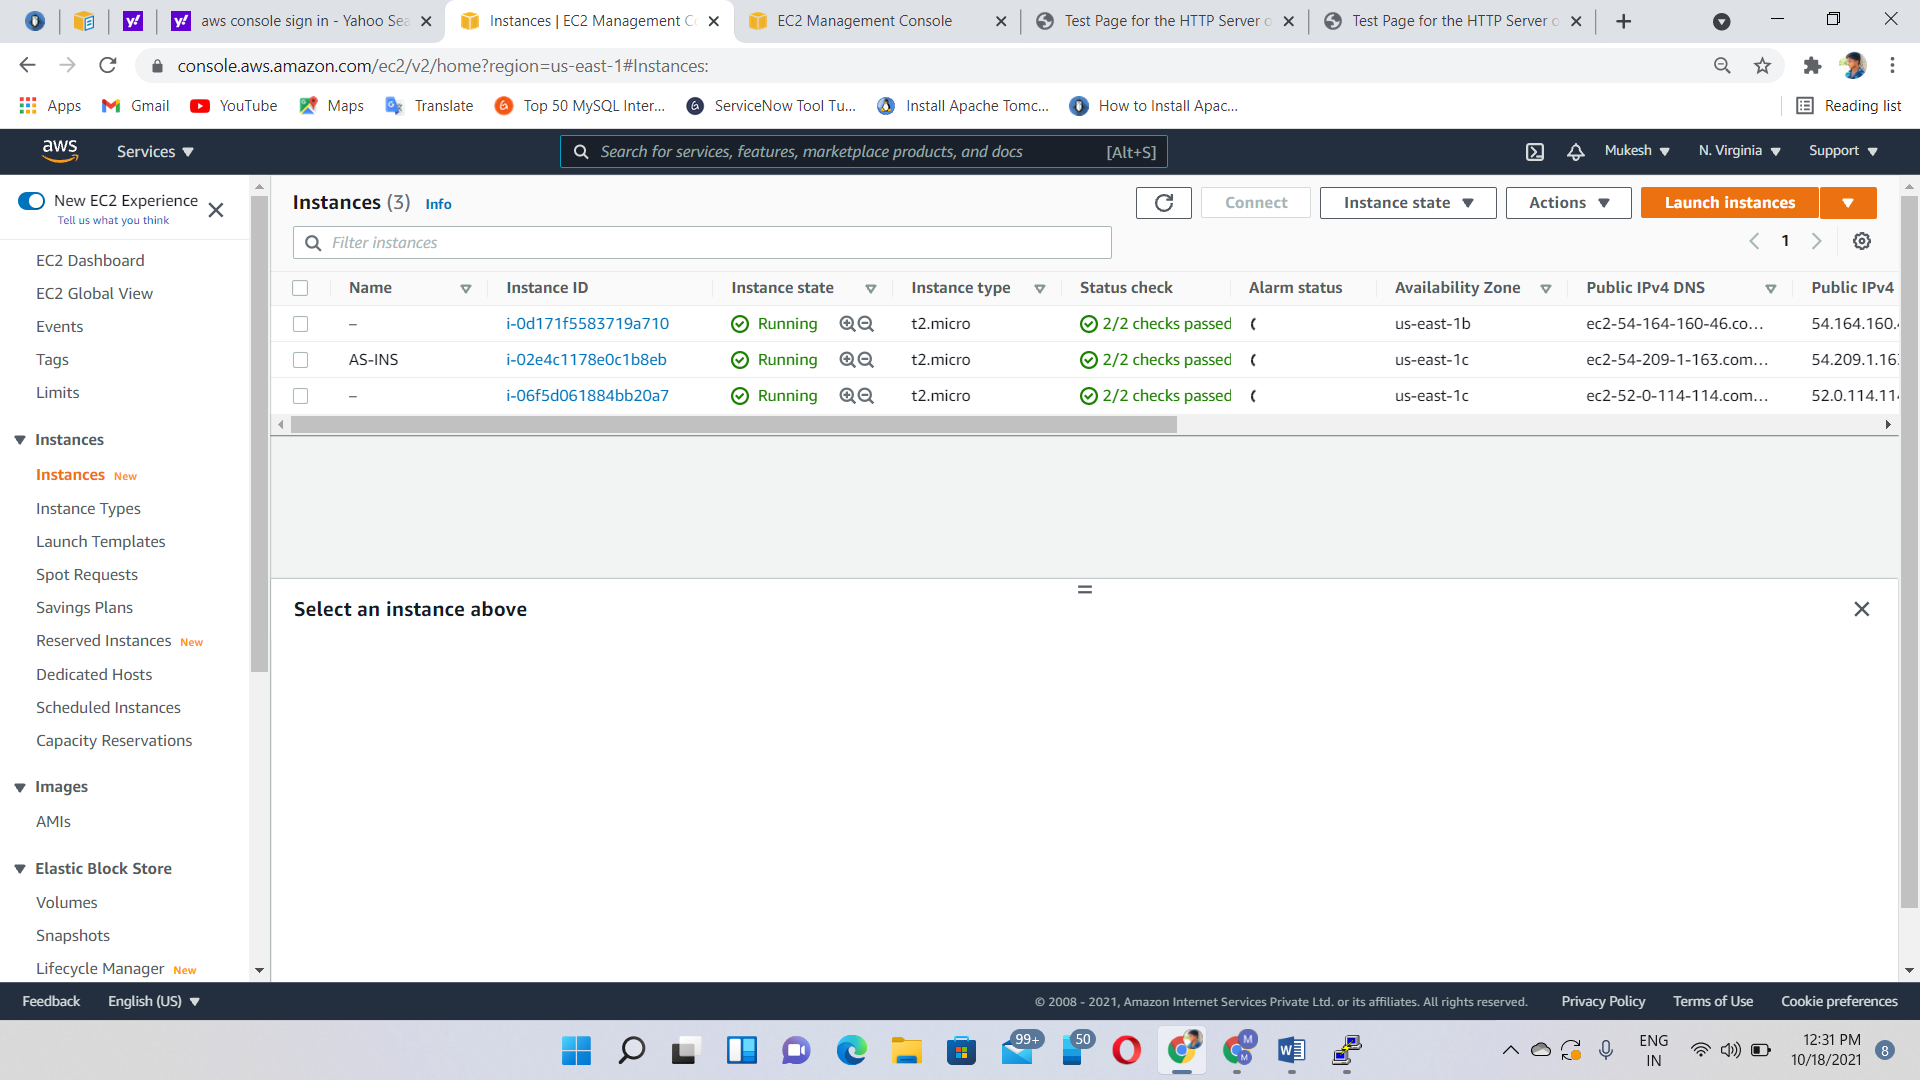 aws console sign in - Yahoo Sea
Instances | EC2 Management C
EC2 Management Console
Test Page for the HTTP Server o
Test Page for the HTTP Server o
console.aws.amazon.com/ec2/v2/home?region=us-east-1#Instances:
Apps Gmail YouTube Maps Translate Top 50 MySQL Inter... ServiceNow Tool Tu... Install Apache Tomc... How to Install Apac... Reading list
aws Services Search for services, features, marketplace products, and docs [Alt+S] Mukesh N. Virginia Support
New EC2 Experience
Tell us what you think
EC2 Dashboard
EC2 Global View
Events
Tags
Limits
Instances
Instances New
Instance Types
Launch Templates
Spot Requests
Savings Plans
Reserved Instances New
Dedicated Hosts
Scheduled Instances
Capacity Reservations
Images
AMIs
Elastic Block Store
Volumes
Snapshots
Lifecycle Manager New
Instances (3) Info Connect Instance state Actions Launch instances
Filter instances 1
Name Instance ID Instance state Instance type Status check Alarm status Availability Zone Public IPv4 DNS Public IPv4
– i-0d171f5583719a710 Running t2.micro 2/2 checks passed us-east-1b ec2-54-164-160-46.co... 54.164.160.
AS-INS i-02e4c1178e0c1b8eb Running t2.micro 2/2 checks passed us-east-1c ec2-54-209-1-163.com... 54.209.1.16
– i-06f5d061884bb20a7 Running t2.micro 2/2 checks passed us-east-1c ec2-52-0-114-114.com... 52.0.114.11
Select an instance above
Feedback English (US) © 2008 - 2021, Amazon Internet Services Private Ltd. or its affiliates. All rights reserved. Privacy Policy Terms of Use Cookie preferences
99+ 50 M M
ENG
IN
12:31 PM
10/18/2021
8